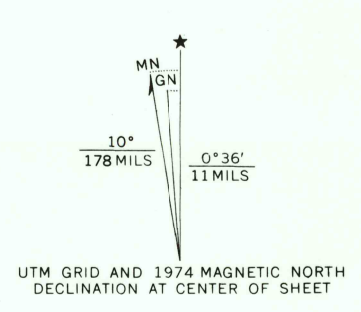 ★
MN
GN
10°
178 MILS
0°36′
11 MILS
UTM GRID AND 1974 MAGNETIC NORTH
DECLINATION AT CENTER OF SHEET